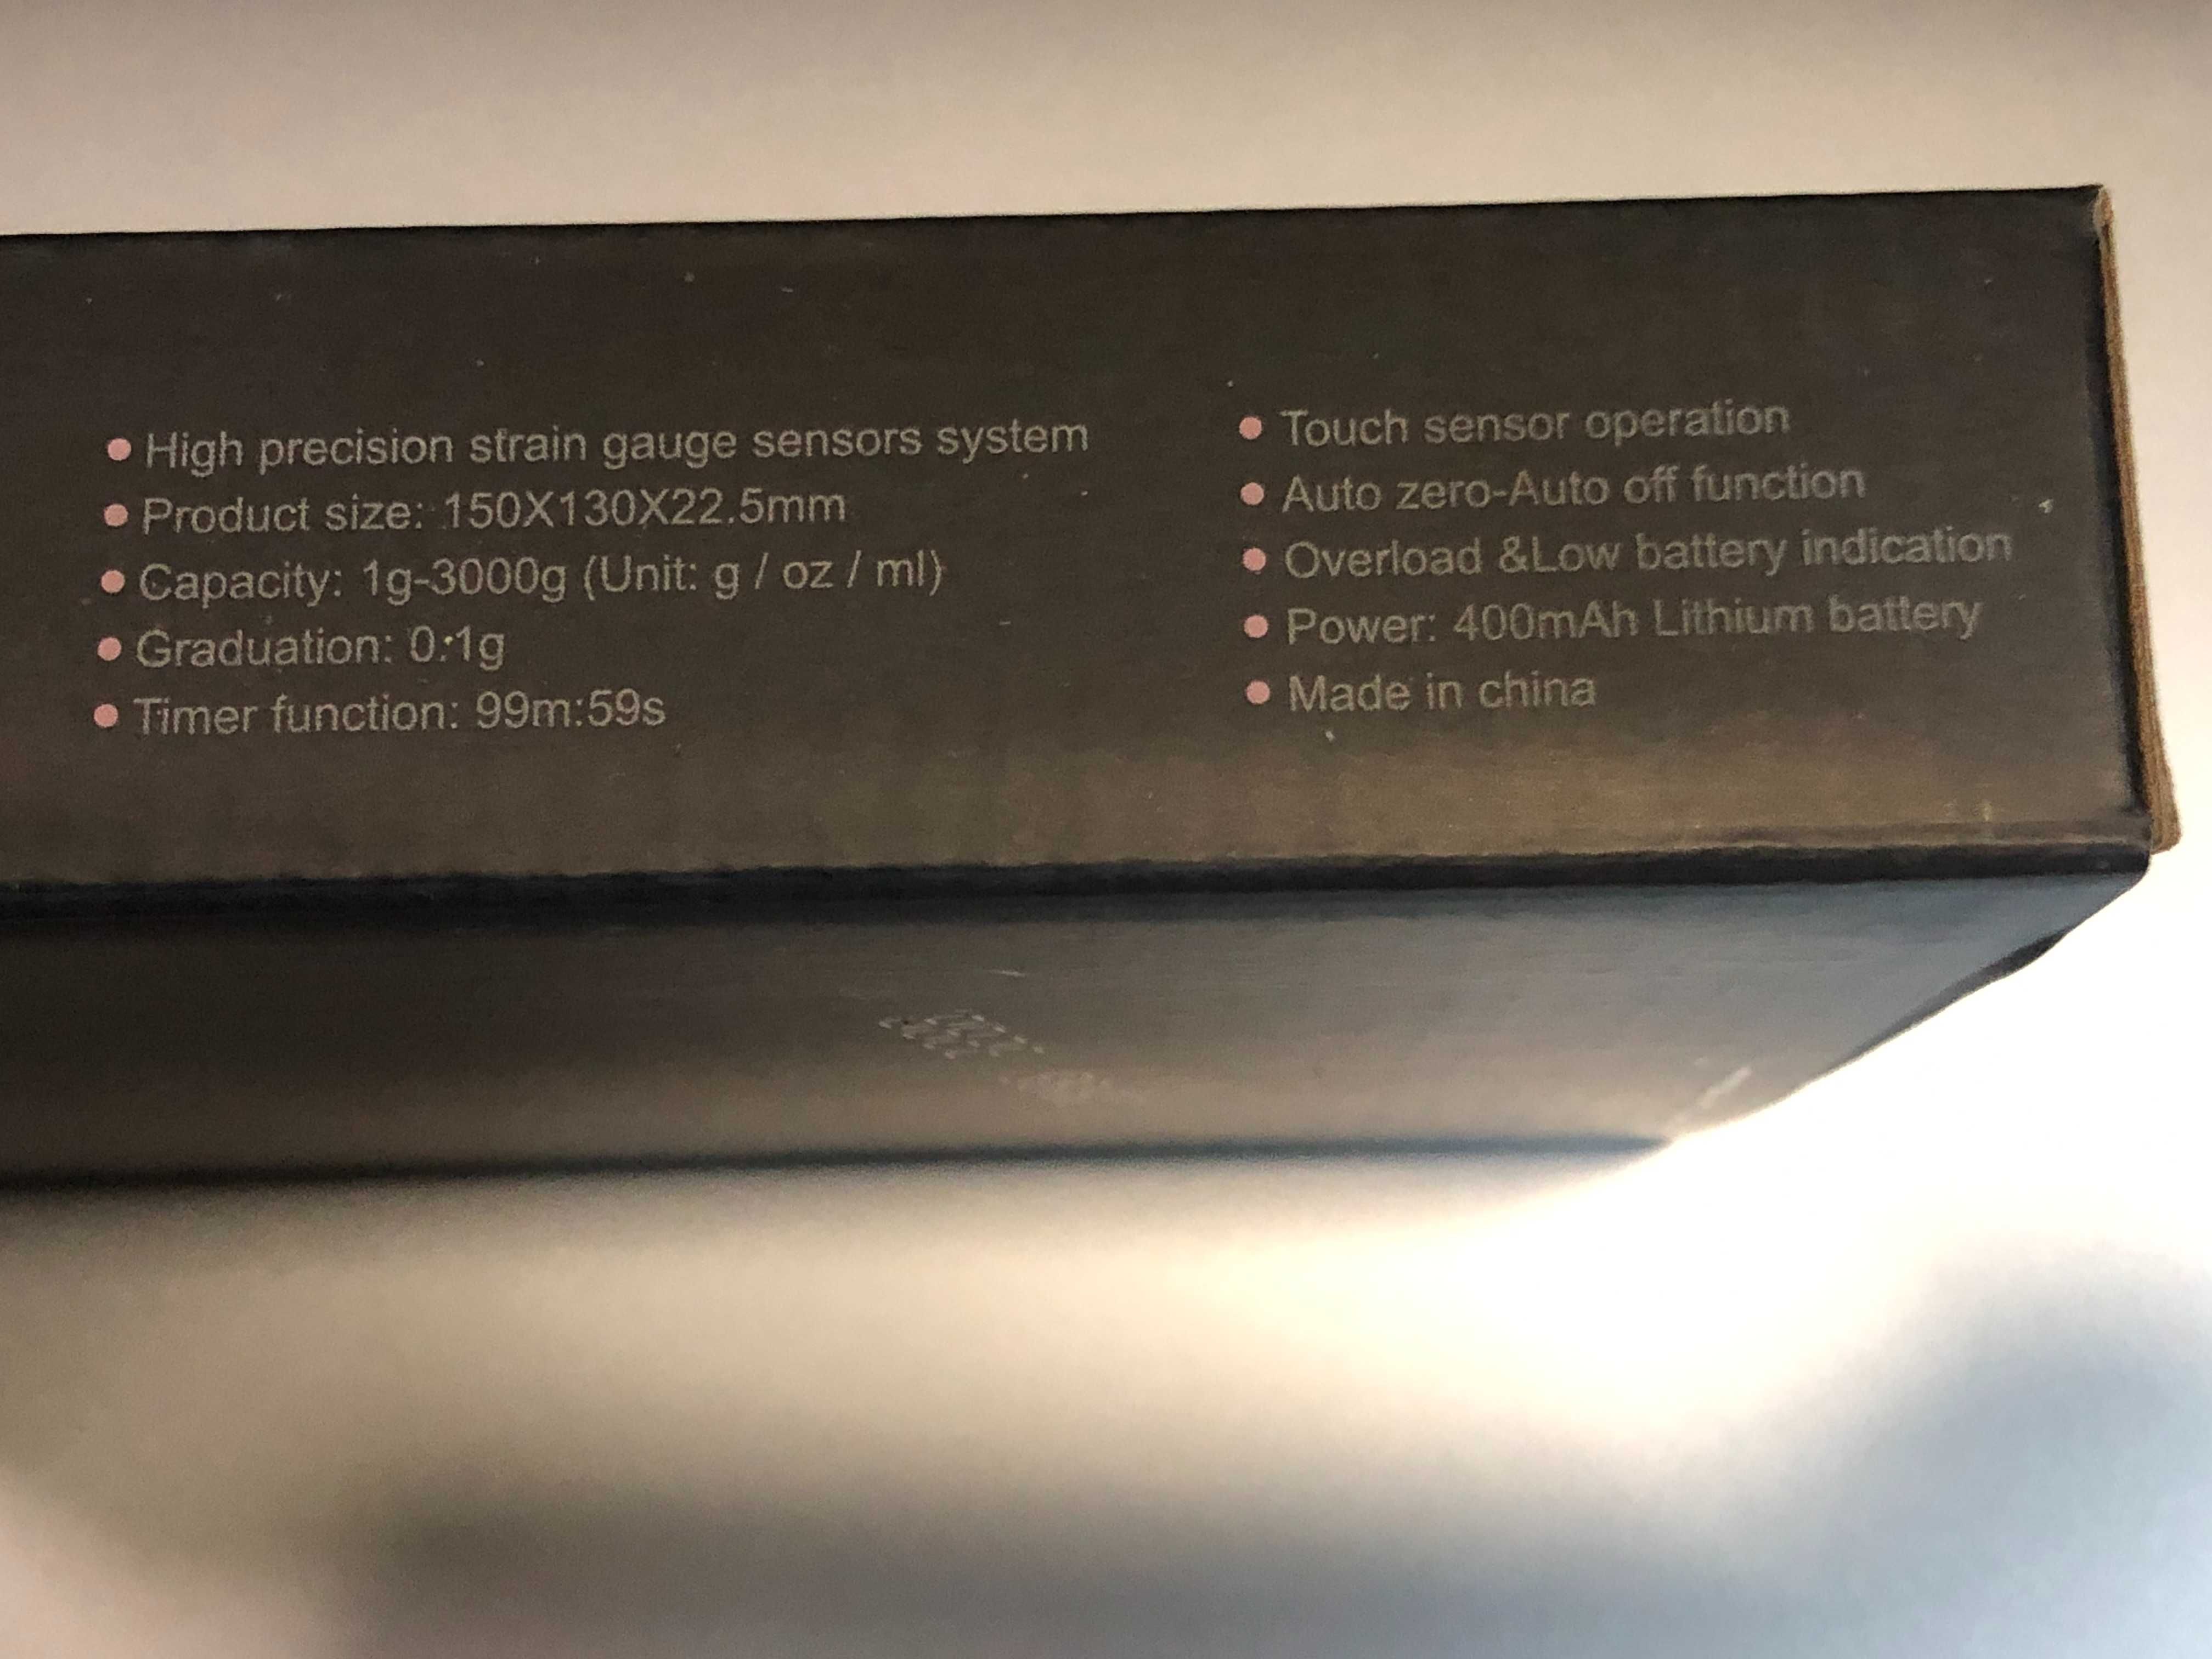 • High precision strain gauge sensors system
• Product size: 150X130X22.5mm
• Capacity: 1g-3000g (Unit: g / oz / ml)
• Graduation: 0.1g
• Timer function: 99m:59s
• Touch sensor operation
• Auto zero-Auto off function
• Overload &Low battery indication
• Power: 400mAh Lithium battery
• Made in china